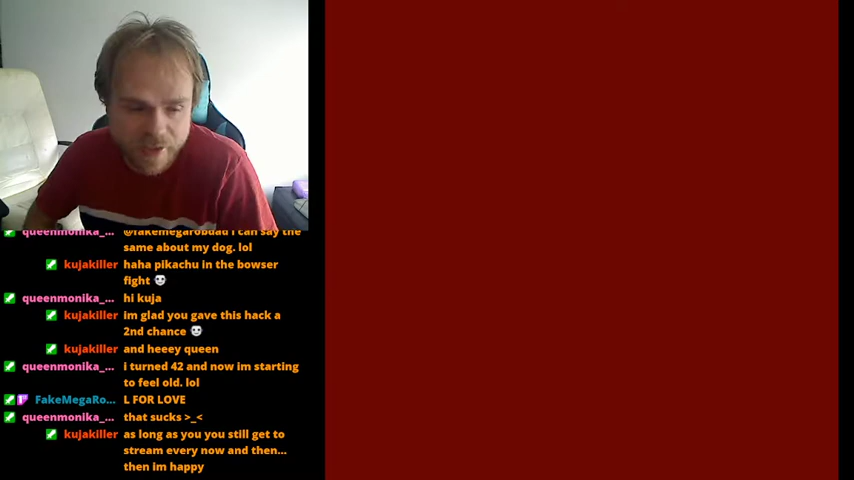 queenmonika_... @fakemegarobdad i can say the
same about my dog. lol
kujakiller haha pikachu in the bowser
fight
queenmonika_... hi kuja
kujakiller im glad you gave this hack a
2nd chance
kujakiller and heeey queen
queenmonika_... i turned 42 and now im starting
to feel old. lol
FakeMegaRo... L FOR LOVE
queenmonika_... that sucks >_<
kujakiller as long as you you still get to
stream every now and then...
then im happy